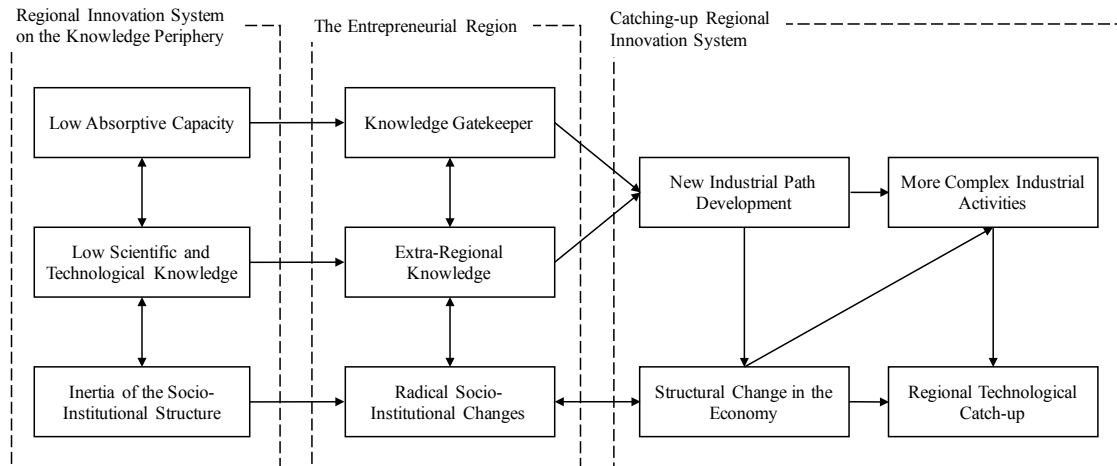 Regional Innovation System
on the Knowledge Periphery
The Entrepreneurial Region
Catching-up Regional
Innovation System
Low Absorptive Capacity
Knowledge Gatekeeper
New Industrial Path
Development
More Complex Industrial
Activities
Low Scientific and
Technological Knowledge
Extra-Regional
Knowledge
Inertia of the Socio-
Institutional Structure
Radical Socio-
Institutional Changes
Structural Change in the
Economy
Regional Technological
Catch-up